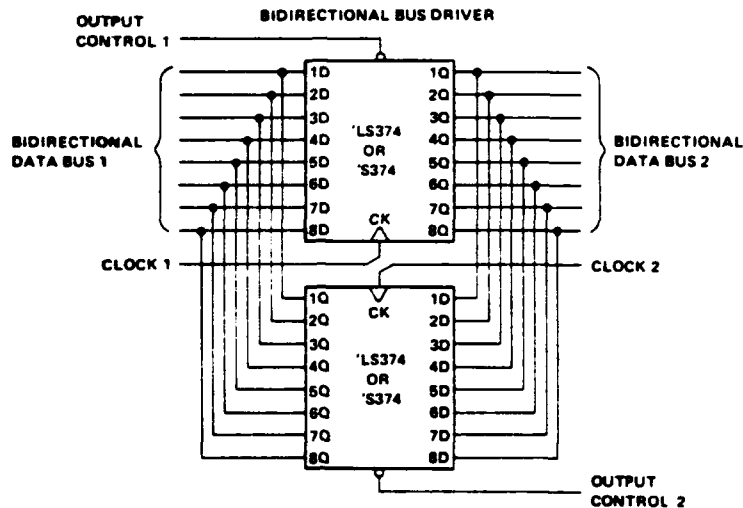 BIDIRECTIONAL BUS DRIVER
OUTPUT
CONTROL 1
BIDIRECTIONAL
DATA BUS 1
1D
2D
3D
4D
5D
6D
7D
8D
'LS374
OR
'S374
CK
1Q
2Q
3Q
4Q
5Q
6Q
7Q
8Q
BIDIRECTIONAL
DATA BUS 2
CLOCK 1
CLOCK 2
1Q
2Q
3Q
4Q
5Q
6Q
7Q
8Q
CK
'LS374
OR
'S374
1D
2D
3D
4D
5D
6D
7D
8D
OUTPUT
CONTROL 2